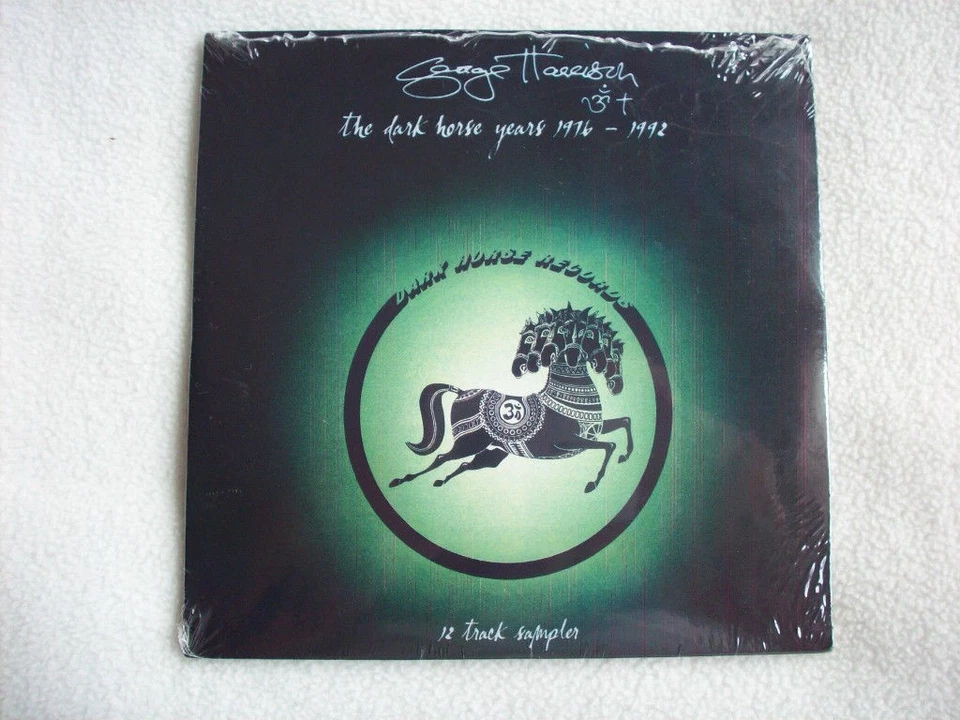 George Harrison
ॐ †
the dark horse years 1976 - 1992
DARK HORSE RECORDS
ॐ
12 track sampler